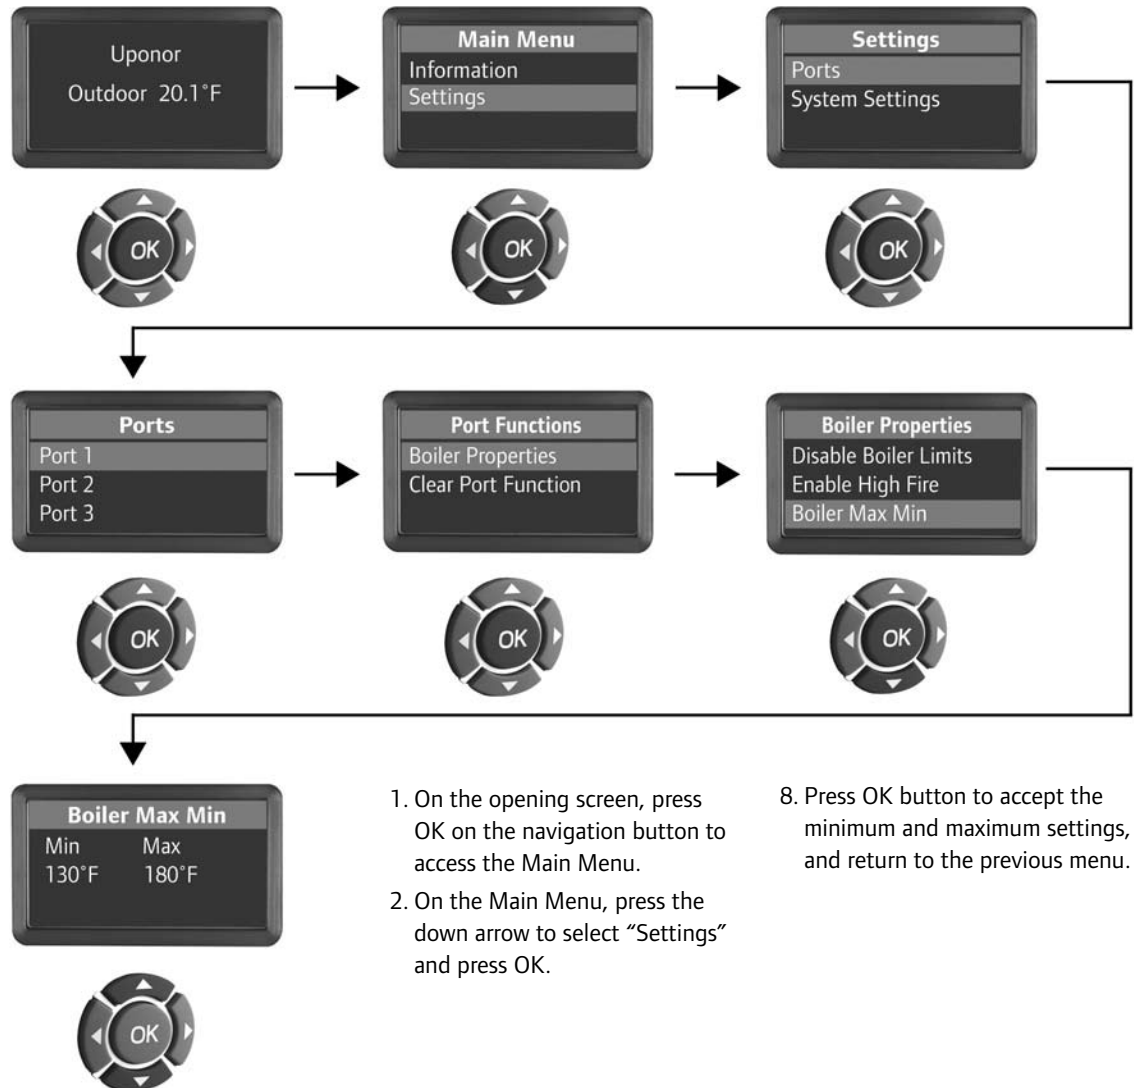 Uponor
Outdoor 20.1°F
Main Menu
Information
Settings
Settings
Ports
System Settings
OK
OK
OK
Ports
Port 1
Port 2
Port 3
Port Functions
Boiler Properties
Clear Port Function
Boiler Properties
Disable Boiler Limits
Enable High Fire
Boiler Max Min
OK
OK
OK
Boiler Max Min
Min Max
130°F 180°F
OK
1. On the opening screen, press
OK on the navigation button to
access the Main Menu.
2. On the Main Menu, press the
down arrow to select “Settings”
and press OK.
8. Press OK button to accept the
minimum and maximum settings,
and return to the previous menu.